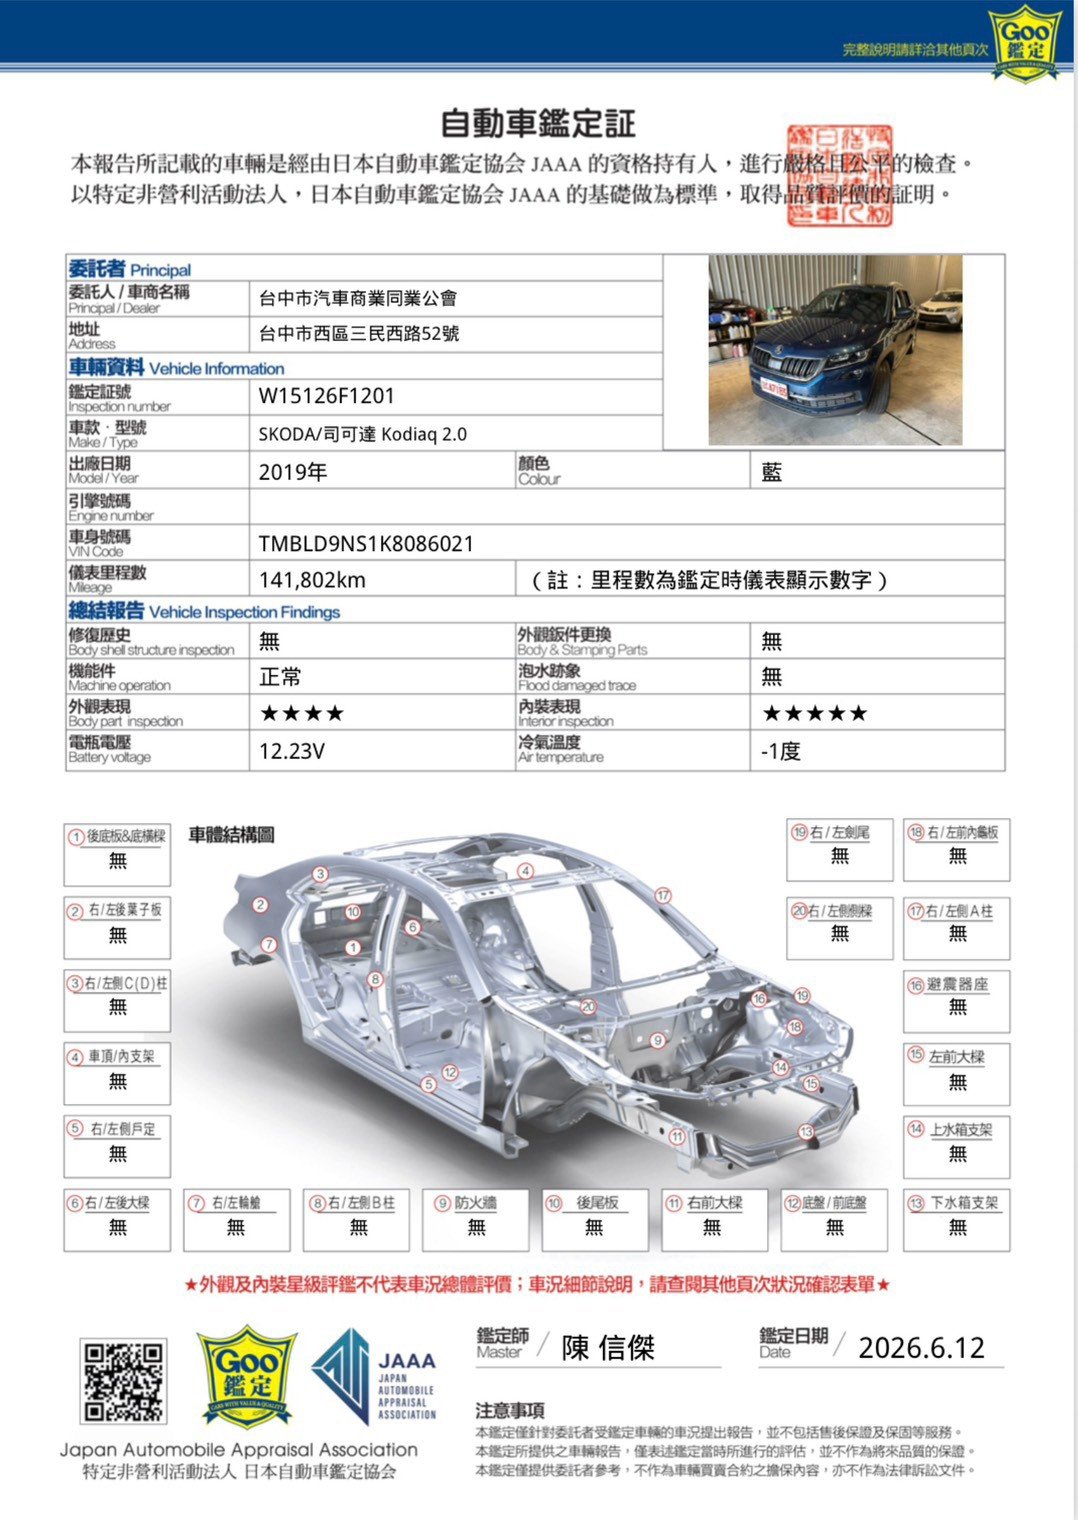 完整說明請詳洽其他頁次
Goo
鑑定
自動車鑑定証
本報告所記載的車輛是經由日本自動車鑑定協会 JAAA 的資格持有人，進行嚴格且公平的檢查。
以特定非營利活動法人，日本自動車鑑定協会 JAAA 的基礎做為標準，取得品質評價的証明。
委託者 Principal
委託人 / 車商名稱
Principal / Dealer
台中市汽車商業同業公會
地址
Address
台中市西區三民西路52號
車輛資料 Vehicle Information
鑑定証號
Inspection number
W15126F1201
車款・型號
Make / Type
SKODA/司可達 Kodiaq 2.0
出廠日期
Model / Year
2019年
顏色
Colour
藍
引擎號碼
Engine number
車身號碼
VIN Code
TMBLD9NS1K8086021
儀表里程數
Mileage
141,802km
（註：里程數為鑑定時儀表顯示數字）
總結報告 Vehicle Inspection Findings
修復歷史
Body shell structure inspection
無
外觀鈑件更換
Body & Stamping Parts
無
機能件
Machine operation
正常
泡水跡象
Flood damaged trace
無
外觀表現
Body part inspection
★★★★
內裝表現
Interior inspection
★★★★★
電瓶電壓
Battery voltage
12.23V
冷氣溫度
Air temperature
-1度
車體結構圖
①後底板&底橫樑
無
②右/左後葉子板
無
③右/左側C(D)柱
無
④車頂/內支架
無
⑤右/左側戶定
無
⑥右/左後大樑
無
⑦右/左輪艙
無
⑧右/左側B柱
無
⑨防火牆
無
⑩後尾板
無
⑪右前大樑
無
⑫底盤/前底盤
無
⑬下水箱支架
無
⑭上水箱支架
無
⑮左前大樑
無
⑯避震器座
無
⑰右/左側A柱
無
⑱右/左前內龜板
無
⑲右/左劍尾
無
⑳右/左側側樑
無
★外觀及內裝星級評鑑不代表車況總體評價；車況細節說明，請查閱其他頁次狀況確認表單★
Goo
鑑定
CARS WITH VALUE & QUALITY
JAAA
JAPAN
AUTOMOBILE
APPRAISAL
ASSOCIATION
Japan Automobile Appraisal Association
特定非営利活動法人 日本自動車鑑定協会
鑑定師
Master
陳 信傑
鑑定日期
Date
2026.6.12
注意事項
本鑑定僅針對委託者受鑑定車輛的車況提出報告，並不包括售後保證及保固等服務。
本鑑定所提供之車輛報告，僅表述鑑定當時所進行的評估，並不作為將來品質的保證。
本鑑定僅提供委託者參考，不作為車輛買賣合約之擔保內容，亦不作為法律訴訟文件。